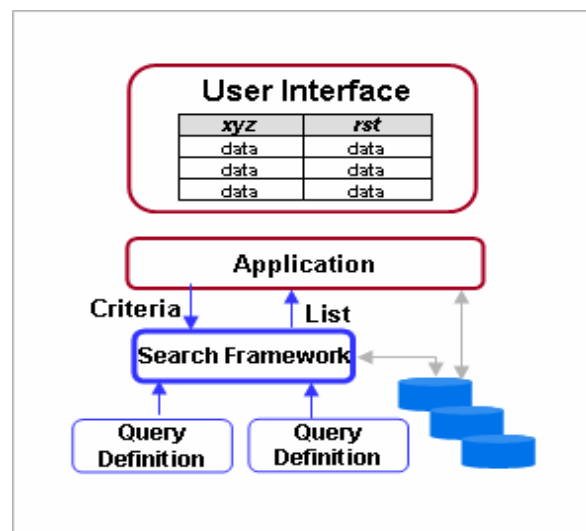 User Interface
xyz rst
data data
data data
data data
Application
Criteria List
Search Framework
Query Query
Definition Definition